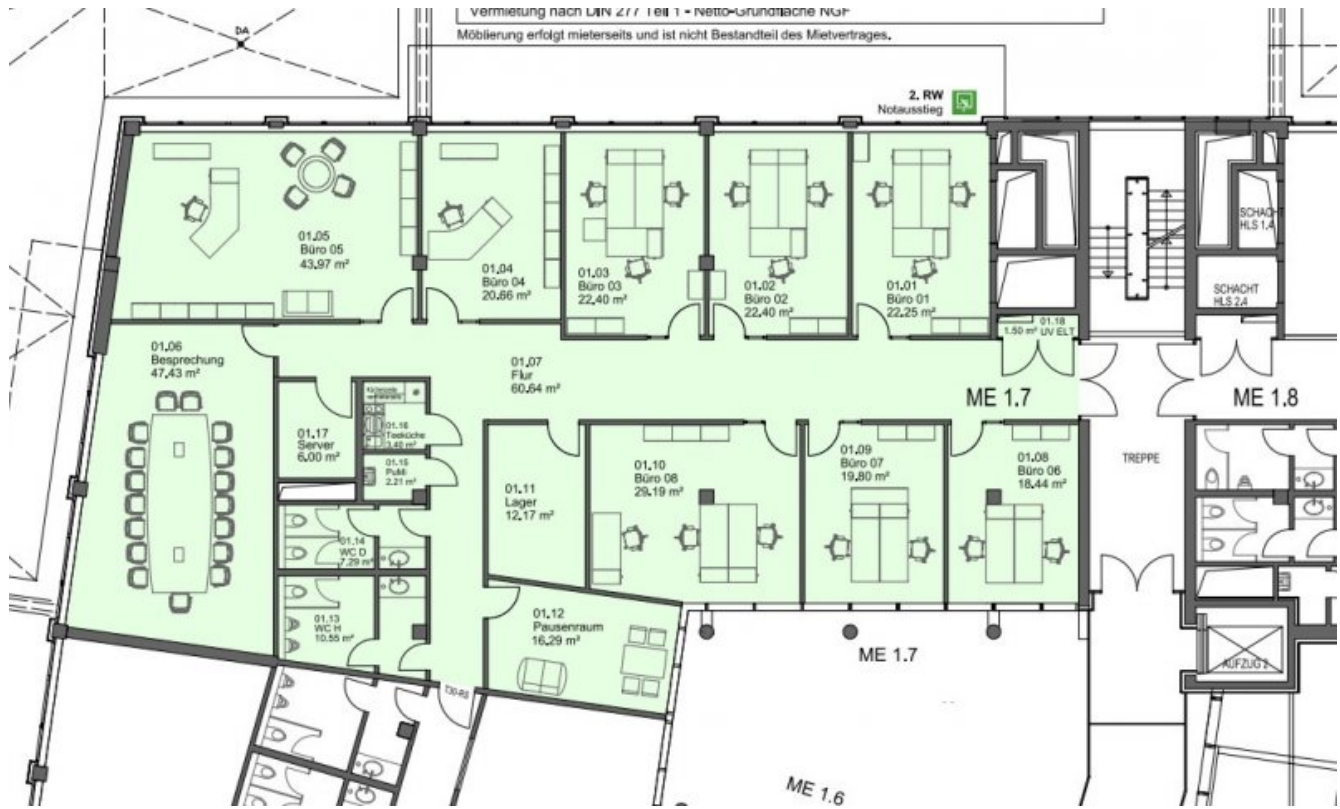 Vermietung nach DIN 277 Teil 1 - Netto-Grundfläche NGF
Möblierung erfolgt mieterseits und ist nicht Bestandteil des Mietvertrages.
DA
2. RW
Notausstieg
01.05
Büro 05
43.97 m²
01.04
Büro 04
20.66 m²
01.03
Büro 03
22.40 m²
01.02
Büro 02
22.40 m²
01.01
Büro 01
22.25 m²
SCHACHT
HLS 1.4
SCHACHT
HLS 2.4
01.18
1.50 m² UV ELT
01.06
Besprechung
47.43 m²
01.07
Flur
60.64 m²
ME 1.7
ME 1.8
01.17
Server
6.00 m²
01.16
Teeküche
3.40 m²
01.15
PuMi
2.21 m²
01.11
Lager
12.17 m²
01.10
Büro 08
29.19 m²
01.09
Büro 07
19.80 m²
01.08
Büro 06
18.44 m²
TREPPE
01.14
WC D
7.29 m²
01.13
WC H
10.55 m²
01.12
Pausenraum
16.29 m²
T30-RS
ME 1.7
AUFZUG 2
ME 1.6